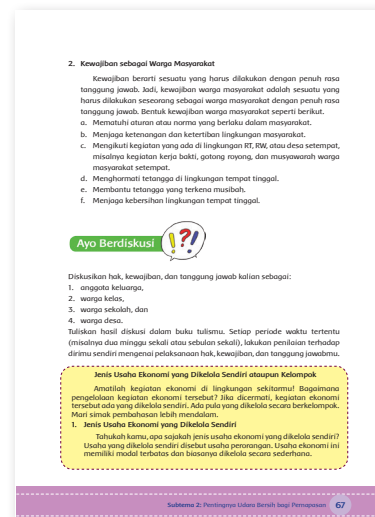 2. Kewajiban sebagai Warga Masyarakat
Kewajiban berarti sesuatu yang harus dilakukan dengan penuh rasa
tanggung jawab. Jadi, kewajiban warga masyarakat adalah sesuatu yang
harus dilakukan seseorang sebagai warga masyarakat dengan penuh rasa
tanggung jawab. Bentuk kewajiban warga masyarakat seperti berikut.
a. Mematuhi aturan atau norma yang berlaku dalam masyarakat.
b. Menjaga ketenangan dan ketertiban lingkungan masyarakat.
c. Mengikuti kegiatan yang ada di lingkungan RT, RW, atau desa setempat,
misalnya kegiatan kerja bakti, gotong royong, dan musyawarah warga
masyarakat setempat.
d. Menghormati tetangga di lingkungan tempat tinggal.
e. Membantu tetangga yang terkena musibah.
f. Menjaga kebersihan lingkungan tempat tinggal.
Ayo Berdiskusi
!?!
Diskusikan hak, kewajiban, dan tanggung jawab kalian sebagai:
1. anggota keluarga,
2. warga kelas,
3. warga sekolah, dan
4. warga desa.
Tuliskan hasil diskusi dalam buku tulismu. Setiap periode waktu tertentu
(misalnya dua minggu sekali atau sebulan sekali), lakukan penilaian terhadap
dirimu sendiri mengenai pelaksanaan hak, kewajiban, dan tanggung jawabmu.
Jenis Usaha Ekonomi yang Dikelola Sendiri ataupun Kelompok
Amatilah kegiatan ekonomi di lingkungan sekitarmu! Bagaimana
pengelolaan kegiatan ekonomi tersebut? Jika dicermati, kegiatan ekonomi
tersebut ada yang dikelola sendiri. Ada pula yang dikelola secara berkelompok.
Mari simak pembahasan lebih mendalam.
1. Jenis Usaha Ekonomi yang Dikelola Sendiri
Tahukah kamu, apa sajakah jenis usaha ekonomi yang dikelola sendiri?
Usaha yang dikelola sendiri disebut usaha perorangan. Usaha ekonomi ini
memiliki modal terbatas dan biasanya dikelola secara sederhana.
Subtema 2: Pentingnya Udara Bersih bagi Pernapasan 67